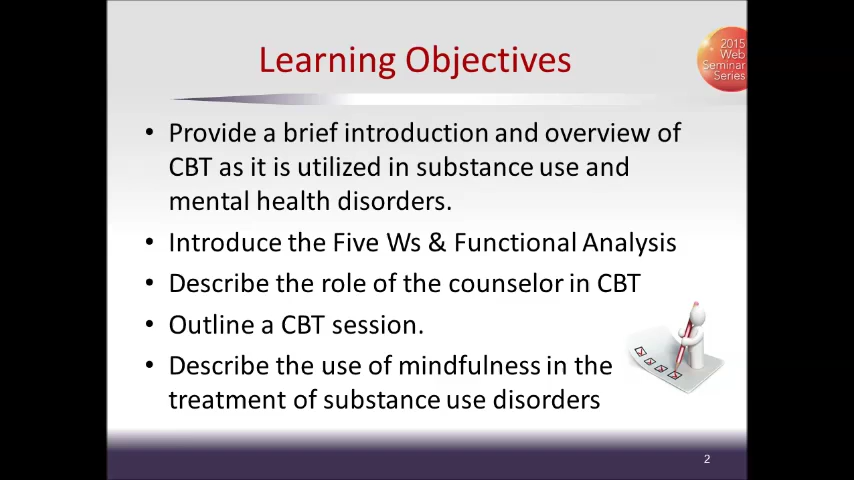 Learning Objectives
2015
Web
Seminar
Series
• Provide a brief introduction and overview of
CBT as it is utilized in substance use and
mental health disorders.
• Introduce the Five Ws & Functional Analysis
• Describe the role of the counselor in CBT
• Outline a CBT session.
• Describe the use of mindfulness in the
treatment of substance use disorders
2